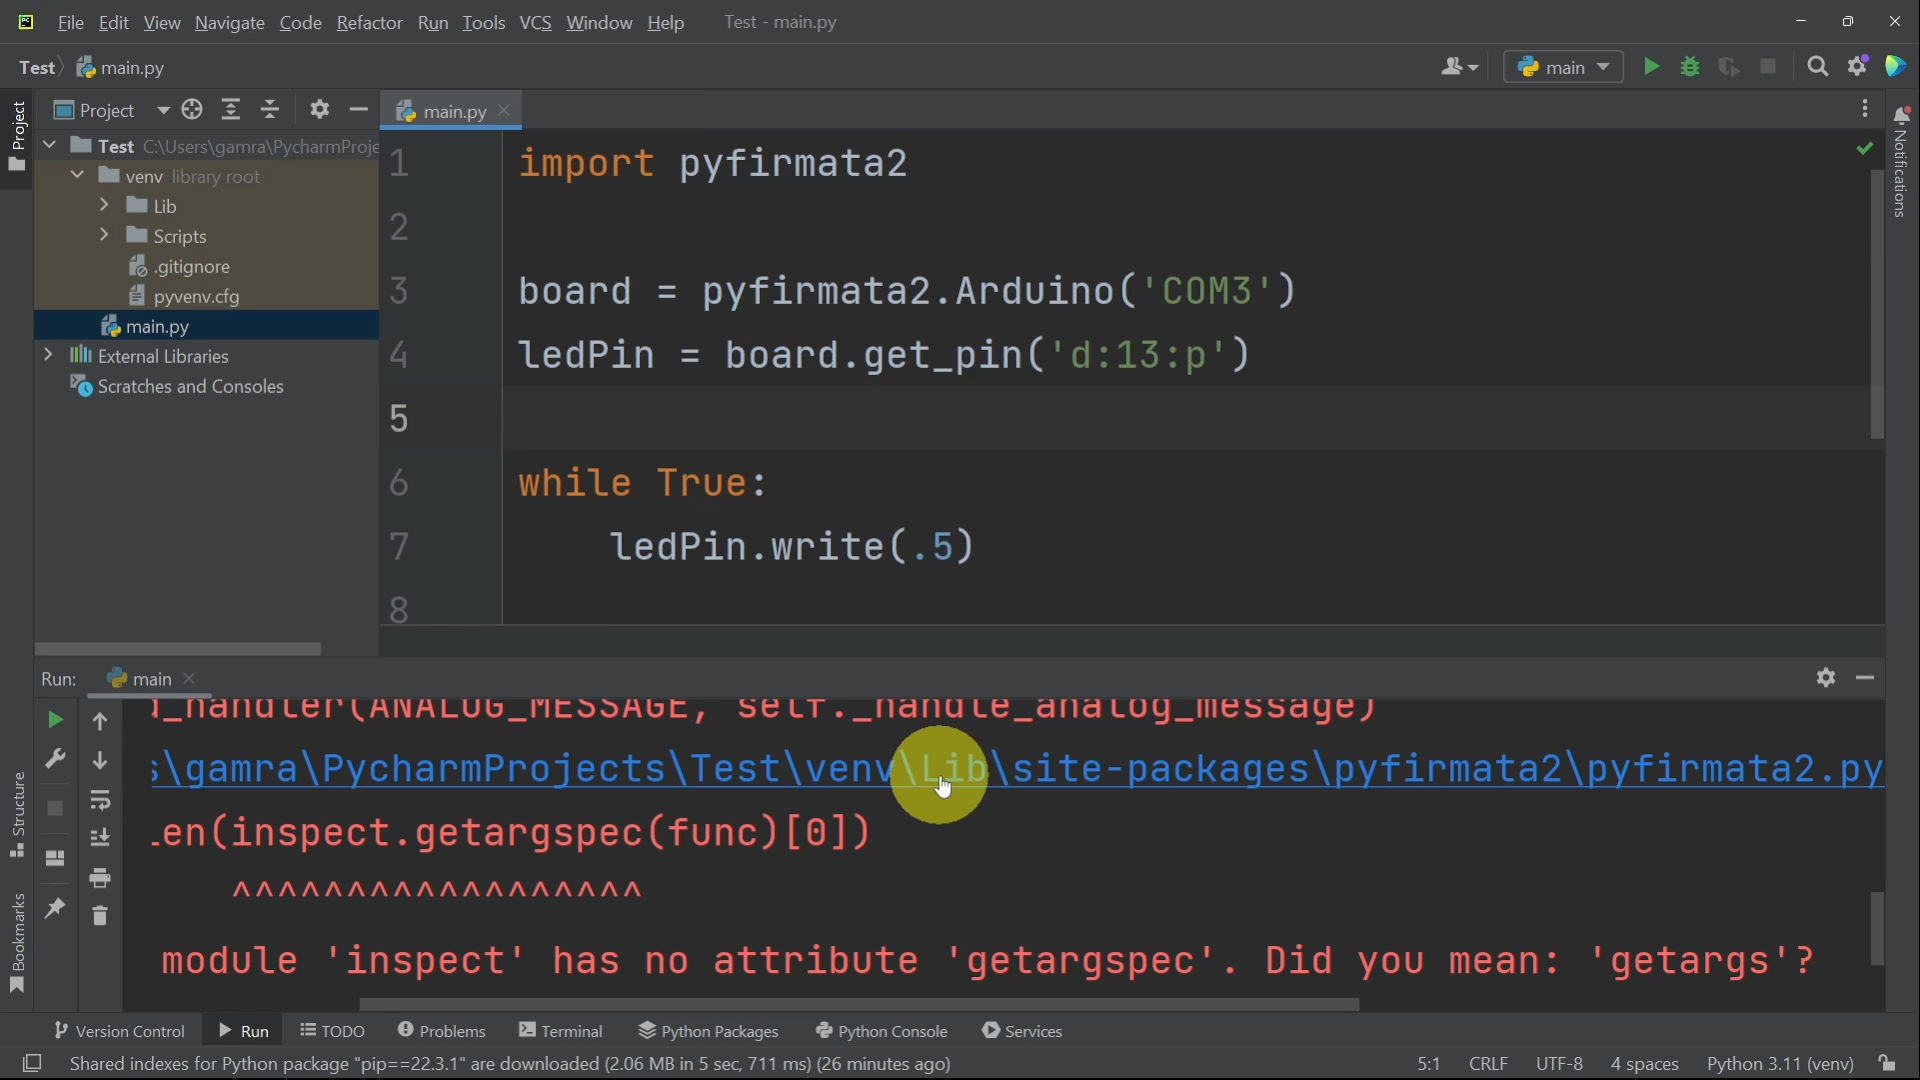 File Edit View Navigate Code Refactor Run Tools VCS Window Help Test - main.py
Test main.py main
Project main.py
Project
Notifications
Test C:\Users\gamra\PycharmProje
venv library root
Lib
Scripts
.gitignore
pyvenv.cfg
main.py
External Libraries
Scratches and Consoles
1 import pyfirmata2
2
3 board = pyfirmata2.Arduino('COM3')
4 ledPin = board.get_pin('d:13:p')
5
6 while True:
7 ledPin.write(.5)
8
Run: main
_handler(ANALOG_MESSAGE, self._handle_analog_message)
s\gamra\PycharmProjects\Test\venv\Lib\site-packages\pyfirmata2\pyfirmata2.py
len(inspect.getargspec(func)[0])
^^^^^^^^^^^^^^^^^^
module 'inspect' has no attribute 'getargspec'. Did you mean: 'getargs'?
Structure
Bookmarks
Version Control Run TODO Problems Terminal Python Packages Python Console Services
Shared indexes for Python package "pip==22.3.1" are downloaded (2.06 MB in 5 sec, 711 ms) (26 minutes ago) 5:1 CRLF UTF-8 4 spaces Python 3.11 (venv)